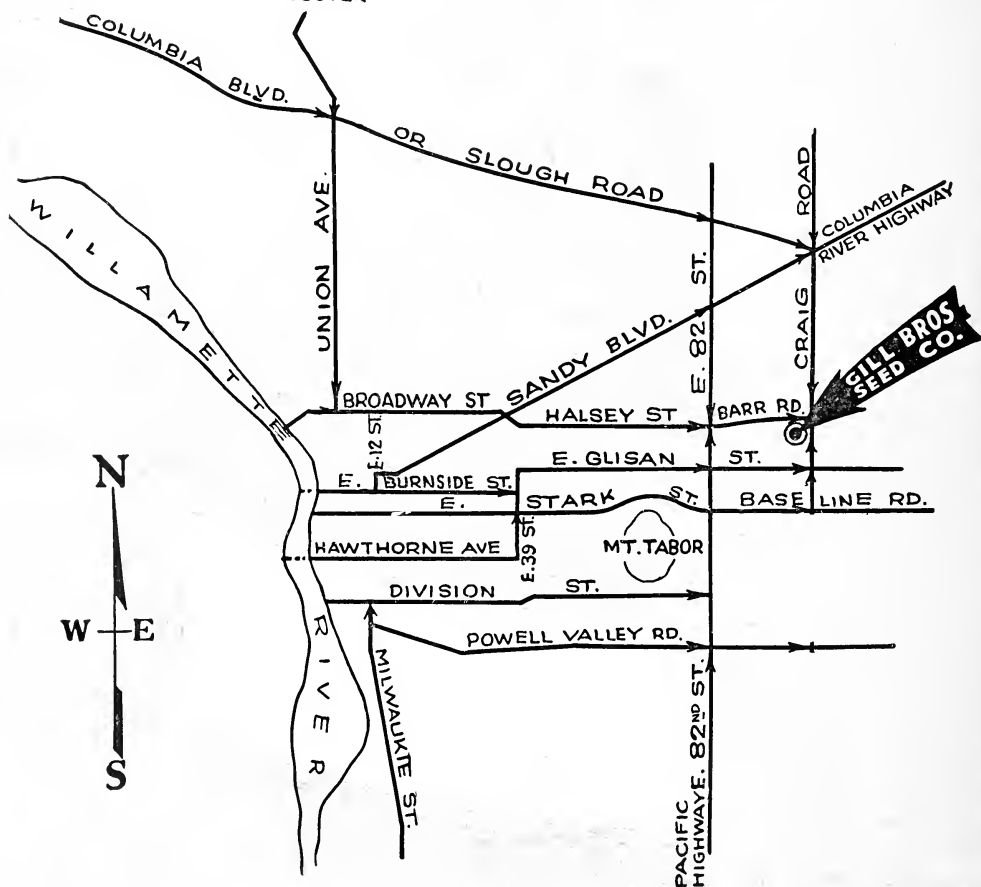 COLUMBIA BLVD. OR SLOUGH ROAD
UNION AVE.
E. 82 ST.
CRAIG ROAD
COLUMBIA
RIVER HIGHWAY
WILLAMETTE RIVER
SANDY BLVD.
GILL BROS
SEED CO.
BROADWAY ST
HALSEY ST
BARR RD.
E. 12 ST.
E. GLISAN ST.
E. BURNSIDE ST.
E. STARK ST.
BASE LINE RD.
HAWTHORNE AVE
E. 39 ST.
MT. TABOR
DIVISION ST.
POWELL VALLEY RD.
MILWAUKIE ST.
PACIFIC
HIGHWAY E. 82ND ST.
N
W E
S